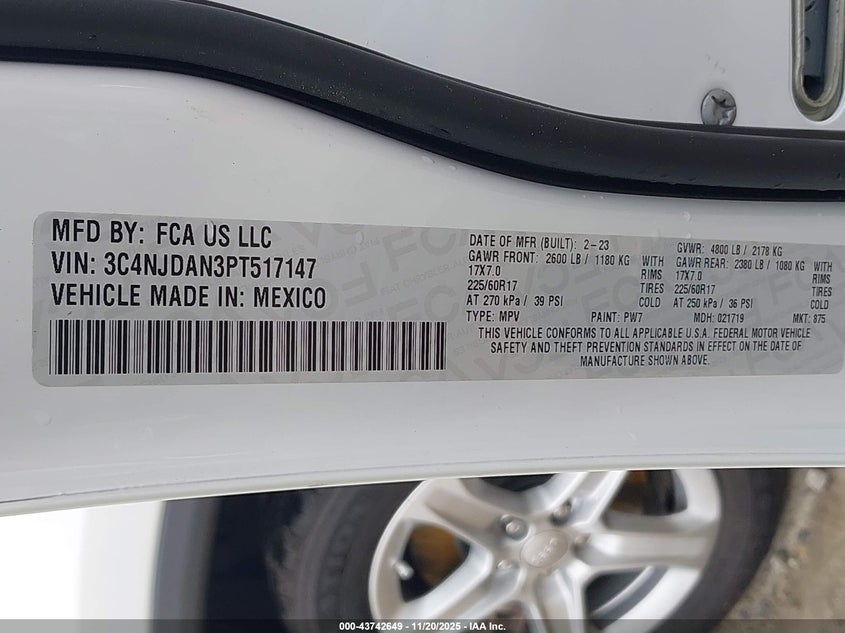 MFD BY: FCA US LLC
VIN: 3C4NJDAN3PT517147
VEHICLE MADE IN: MEXICO
DATE OF MFR (BUILT): 2-23 GVWR: 4800 LB / 2178 KG
GAWR FRONT: 2600 LB / 1180 KG WITH GAWR REAR: 2380 LB / 1080 KG WITH
17X7.0 RIMS 17X7.0 RIMS
225/60R17 TIRES 225/60R17 TIRES
AT 270 kPa / 39 PSI COLD AT 250 kPa / 36 PSI COLD
TYPE: MPV PAINT: PW7 MDH: 021719 MKT: 875
THIS VEHICLE CONFORMS TO ALL APPLICABLE U.S.A. FEDERAL MOTOR VEHICLE
SAFETY AND THEFT PREVENTION STANDARDS IN EFFECT ON THE DATE OF
MANUFACTURE SHOWN ABOVE.
Jeep
000-43742649 - 11/20/2025 - IAA Inc.